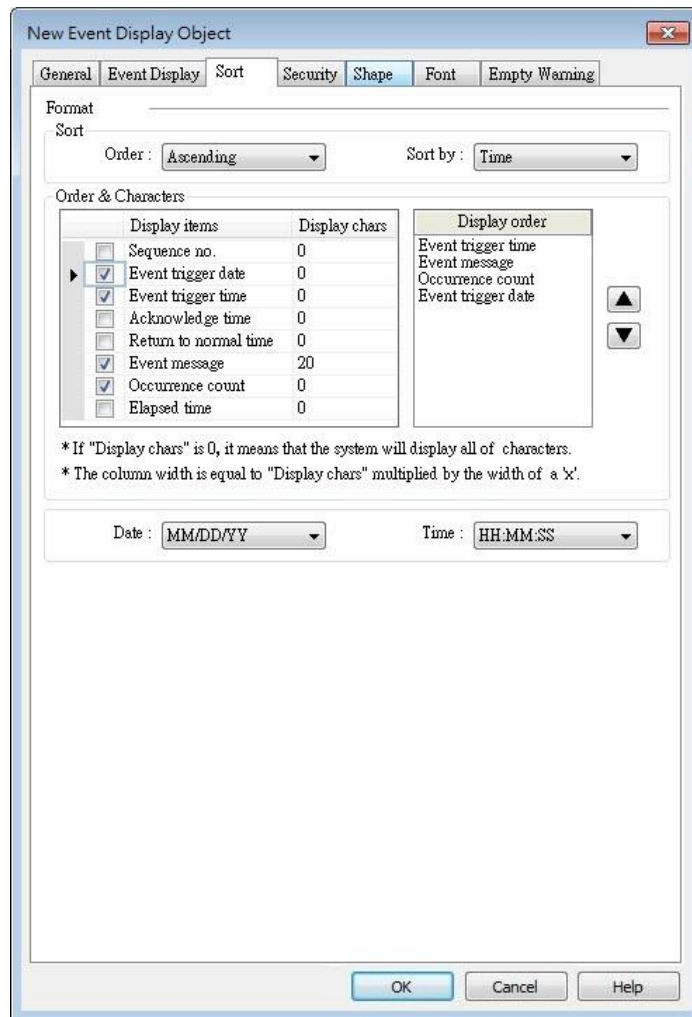 New Event Display Object
General Event Display Sort Security Shape Font Empty Warning
Format
Sort
Order : Ascending Sort by : Time
Order & Characters
Display items Display chars
Sequence no. 0
Event trigger date 0
Event trigger time 0
Acknowledge time 0
Return to normal time 0
Event message 20
Occurrence count 0
Elapsed time 0
Display order
Event trigger time
Event message
Occurrence count
Event trigger date
* If "Display chars" is 0, it means that the system will display all of characters.
* The column width is equal to "Display chars" multiplied by the width of a 'x'.
Date : MM/DD/YY Time : HH:MM:SS
OK Cancel Help